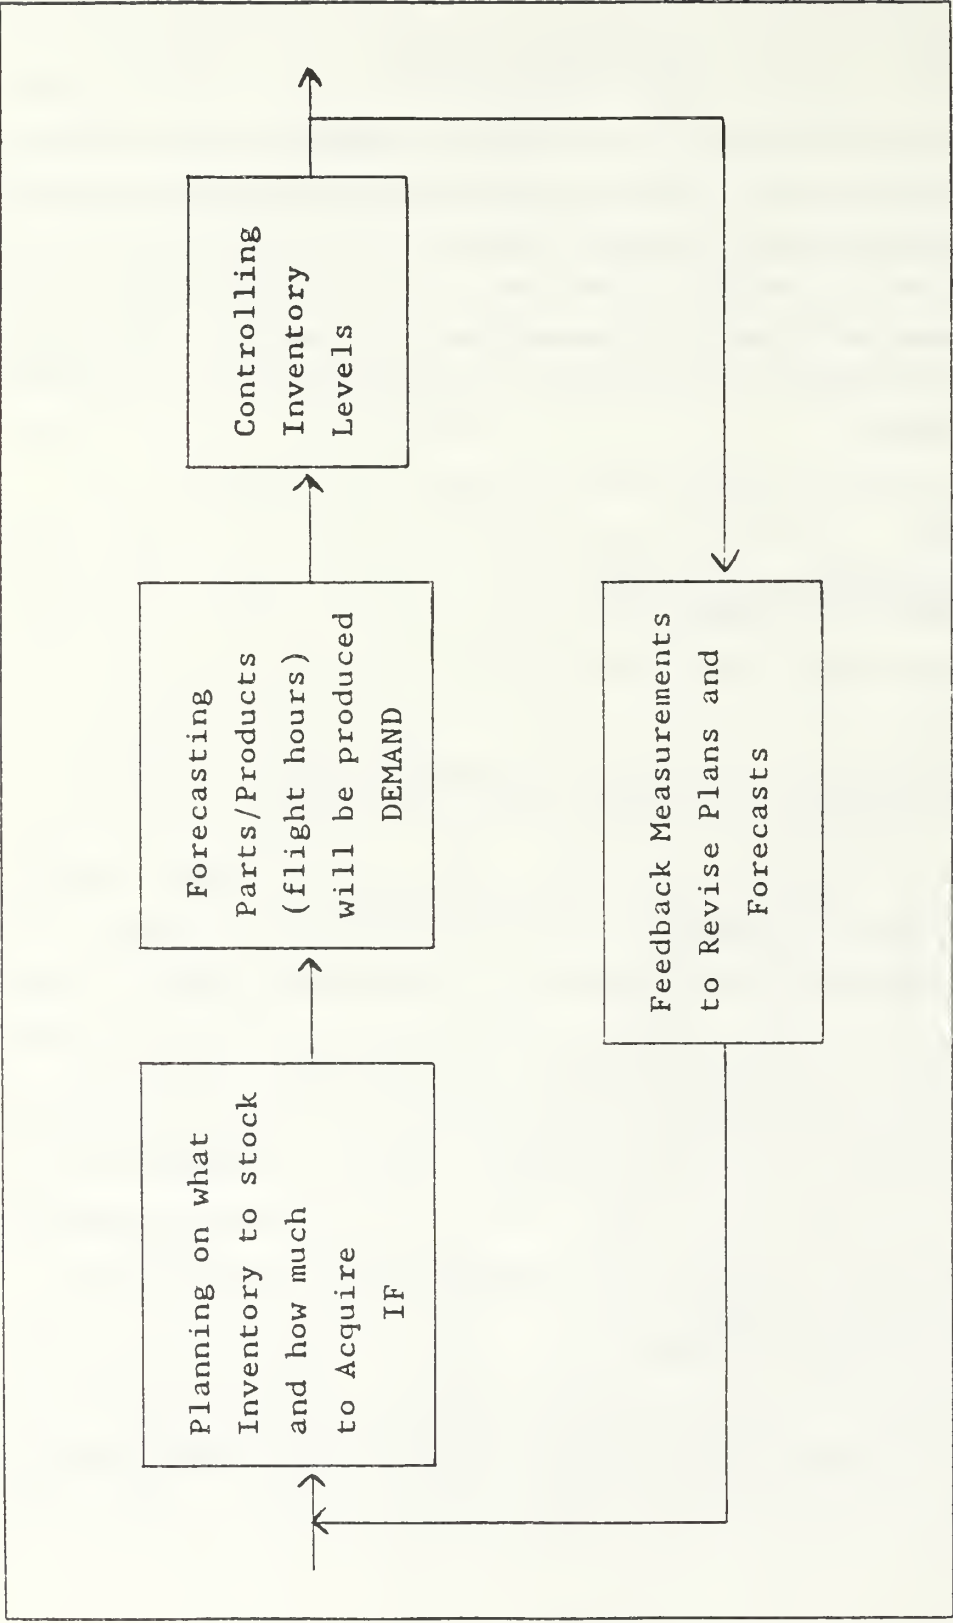 Planning on what
Inventory to stock
and how much
to Acquire
IF
Forecasting
Parts/Products
(flight hours)
will be produced
DEMAND
Controlling
Inventory
Levels
Feedback Measurements
to Revise Plans and
Forecasts